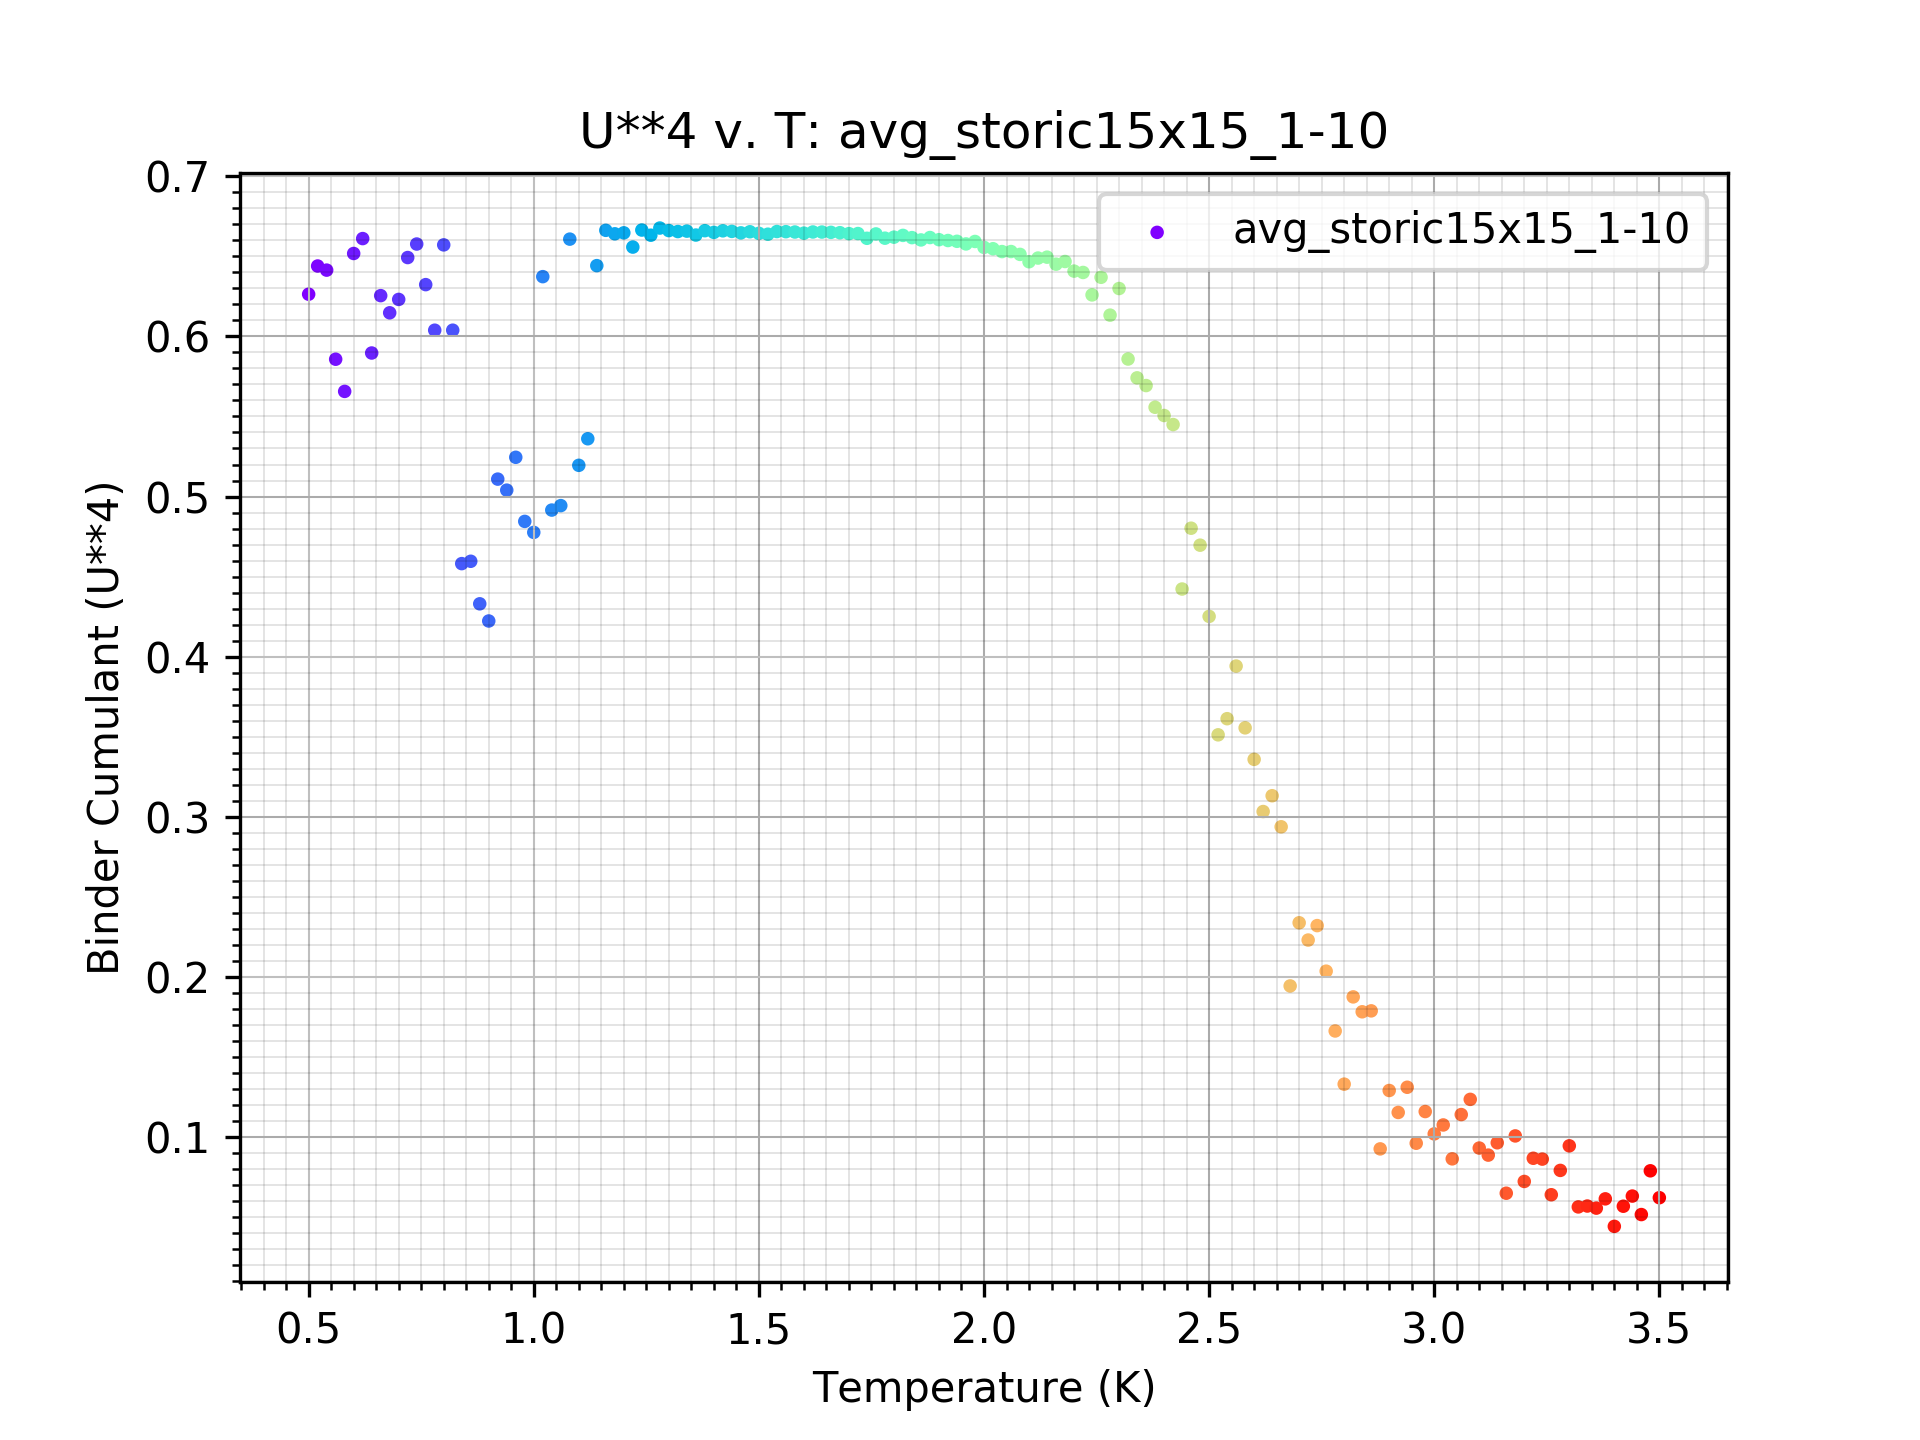 U**4 v. T: avg_storic15x15_1-10
avg_storic15x15_1-10
Binder Cumulant (U**4)
0.7
0.6
0.5
0.4
0.3
0.2
0.1
0.5 1.0 1.5 2.0 2.5 3.0 3.5
Temperature (K)